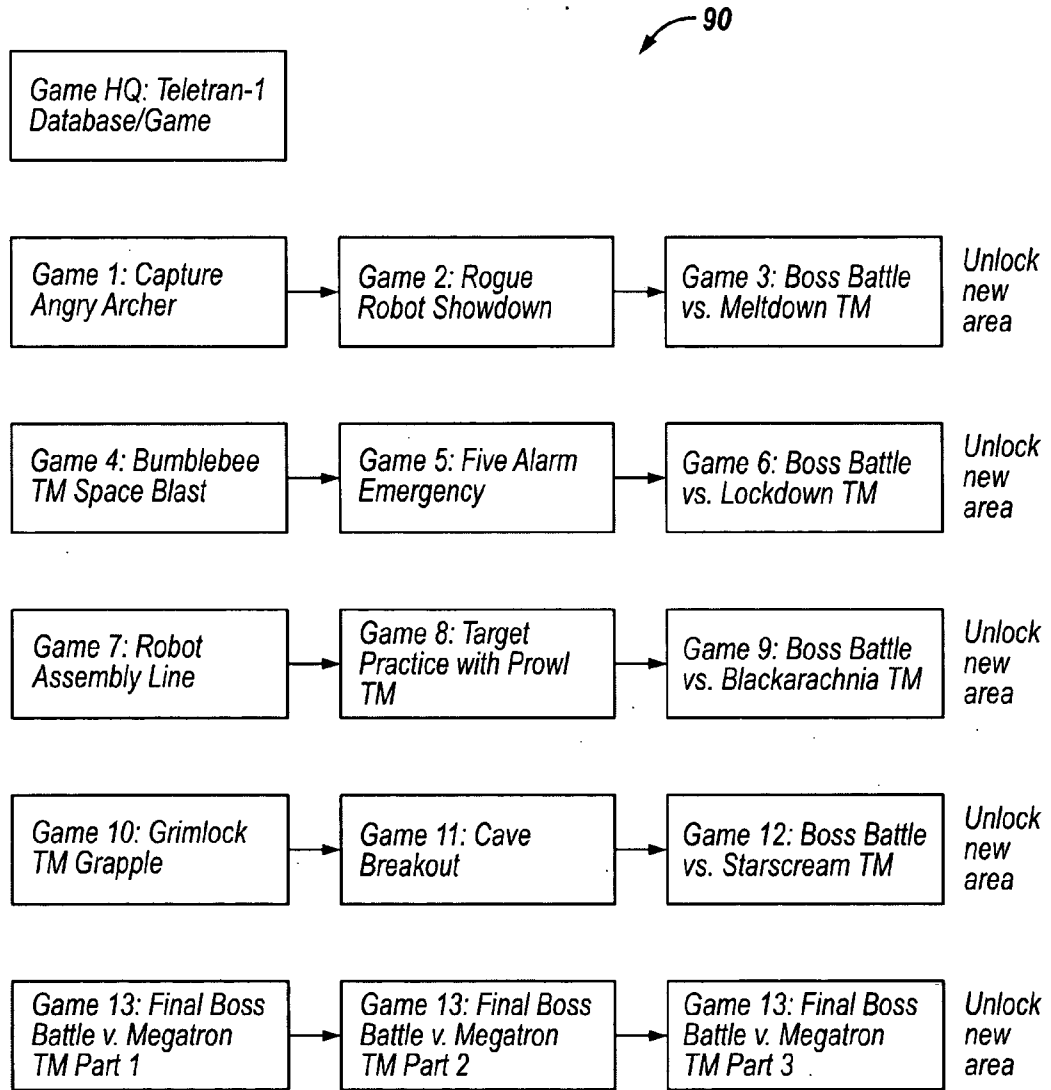 90
Game HQ: Teletran-1
Database/Game
Game 1: Capture
Angry Archer
Game 2: Rogue
Robot Showdown
Game 3: Boss Battle
vs. Meltdown TM
Unlock
new
area
Game 4: Bumblebee
TM Space Blast
Game 5: Five Alarm
Emergency
Game 6: Boss Battle
vs. Lockdown TM
Unlock
new
area
Game 7: Robot
Assembly Line
Game 8: Target
Practice with Prowl
TM
Game 9: Boss Battle
vs. Blackarachnia TM
Unlock
new
area
Game 10: Grimlock
TM Grapple
Game 11: Cave
Breakout
Game 12: Boss Battle
vs. Starscream TM
Unlock
new
area
Game 13: Final Boss
Battle v. Megatron
TM Part 1
Game 13: Final Boss
Battle v. Megatron
TM Part 2
Game 13: Final Boss
Battle v. Megatron
TM Part 3
Unlock
new
area